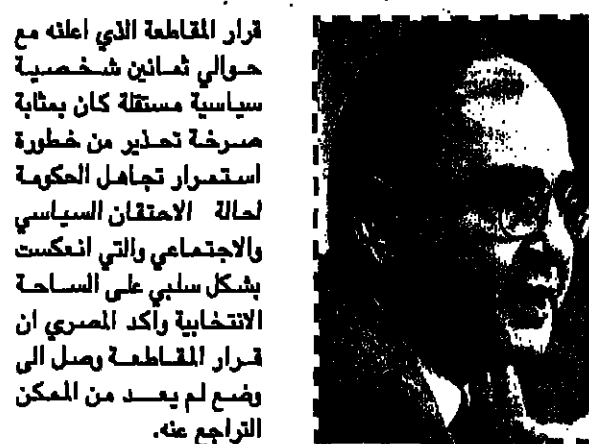 قرار المقاطعة الذي اعلنه مع
حوالي ثمانين شخصية
سياسية مستقلة كان بمثابة
صرخة تحذير من خطورة
استمرار تجاهل الحكومة
لحالة الاحتقان السياسي
والاجتماعي والتي انعكست
بشكل سلبي على الساحة
الانتخابية واكد المصري ان
قرار المقاطعة وصل الى
وضع لم يعد من الممكن
التراجع عنه.